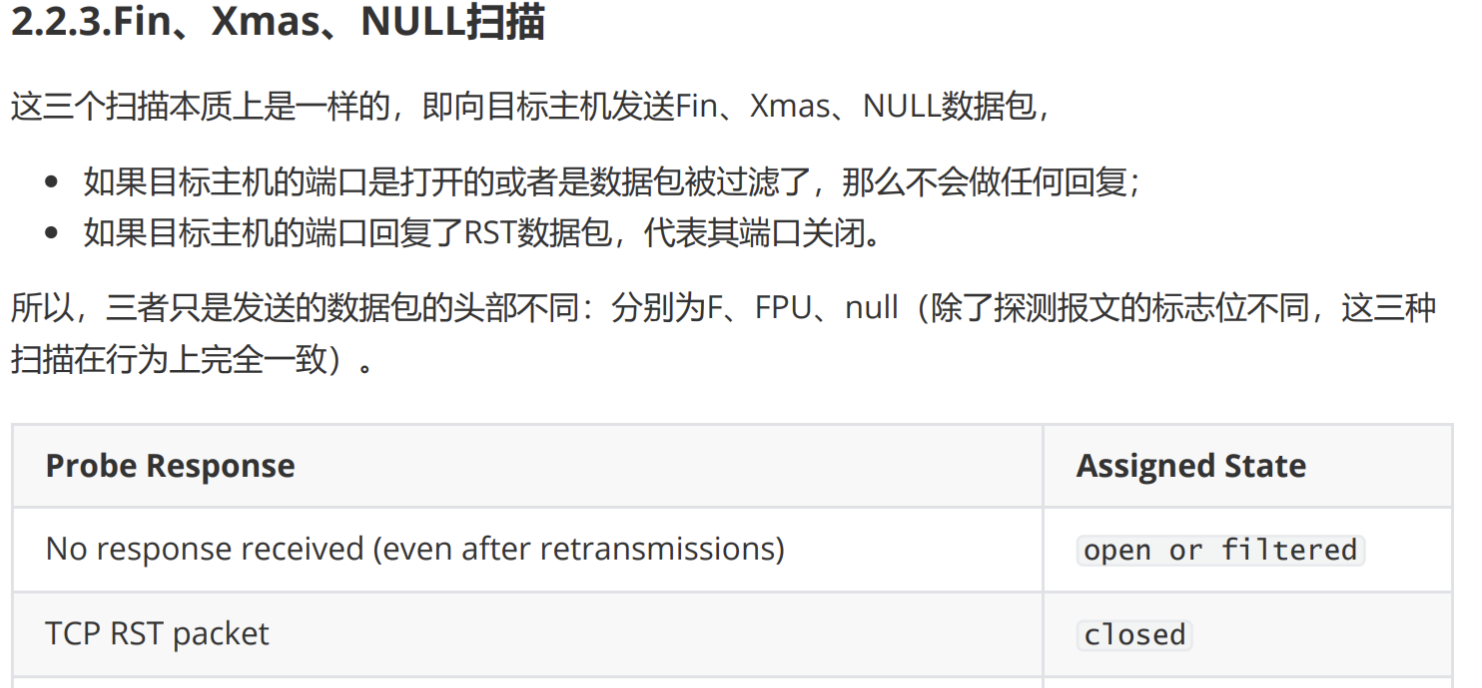 2.2.3.Fin、Xmas、NULL扫描
这三个扫描本质上是一样的，即向目标主机发送Fin、Xmas、NULL数据包，
如果目标主机的端口是打开的或者是数据包被过滤了，那么不会做任何回复；
如果目标主机的端口回复了RST数据包，代表其端口关闭。
所以，三者只是发送的数据包的头部不同：分别为F、FPU、null（除了探测报文的标志位不同，这三种
扫描在行为上完全一致）。
Probe Response Assigned State
No response received (even after retransmissions) open or filtered
TCP RST packet closed